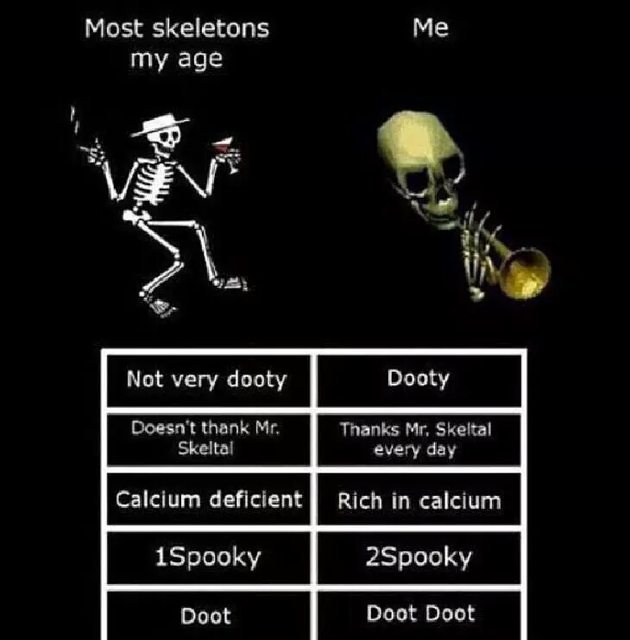 Most skeletons
my age
Me
Not very dooty
Dooty
Doesn't thank Mr.
Skeltal
Thanks Mr. Skeltal
every day
Calcium deficient
Rich in calcium
1Spooky
2Spooky
Doot
Doot Doot